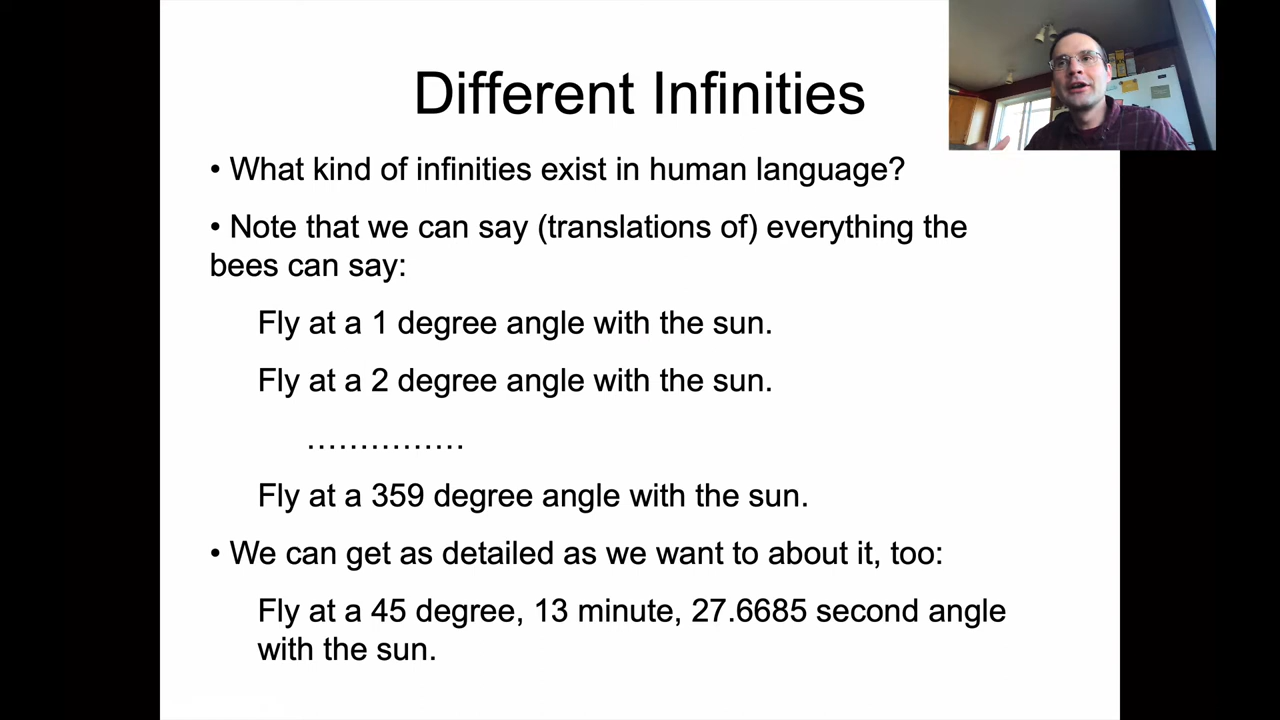 Different Infinities
• What kind of infinities exist in human language?
• Note that we can say (translations of) everything the
bees can say:
Fly at a 1 degree angle with the sun.
Fly at a 2 degree angle with the sun.
……………
Fly at a 359 degree angle with the sun.
• We can get as detailed as we want to about it, too:
Fly at a 45 degree, 13 minute, 27.6685 second angle
with the sun.